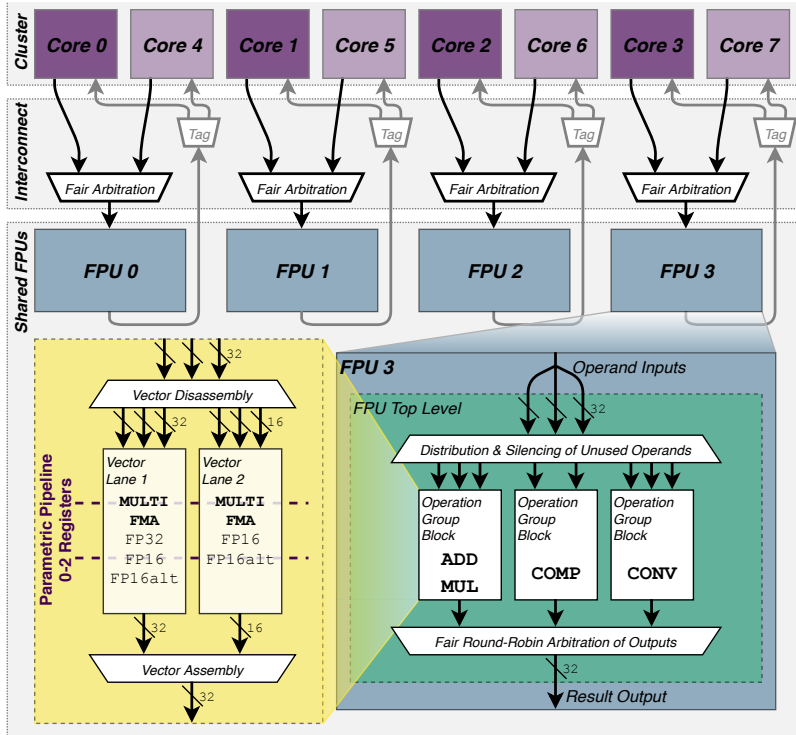 Cluster
Core 0
Core 4
Core 1
Core 5
Core 2
Core 6
Core 3
Core 7
Interconnect
Tag
Tag
Tag
Tag
Fair Arbitration
Fair Arbitration
Fair Arbitration
Fair Arbitration
Shared FPUs
FPU 0
FPU 1
FPU 2
FPU 3
32
Vector Disassembly
32
16
Parametric Pipeline
0-2 Registers
Vector
Lane 1
MULTI
FMA
FP32
FP16
FP16alt
Vector
Lane 2
MULTI
FMA
FP16
FP16alt
32
16
Vector Assembly
32
FPU 3
Operand Inputs
FPU Top Level
32
Distribution & Silencing of Unused Operands
Operation
Group
Block
ADD
MUL
Operation
Group
Block
COMP
Operation
Group
Block
CONV
Fair Round-Robin Arbitration of Outputs
32
Result Output